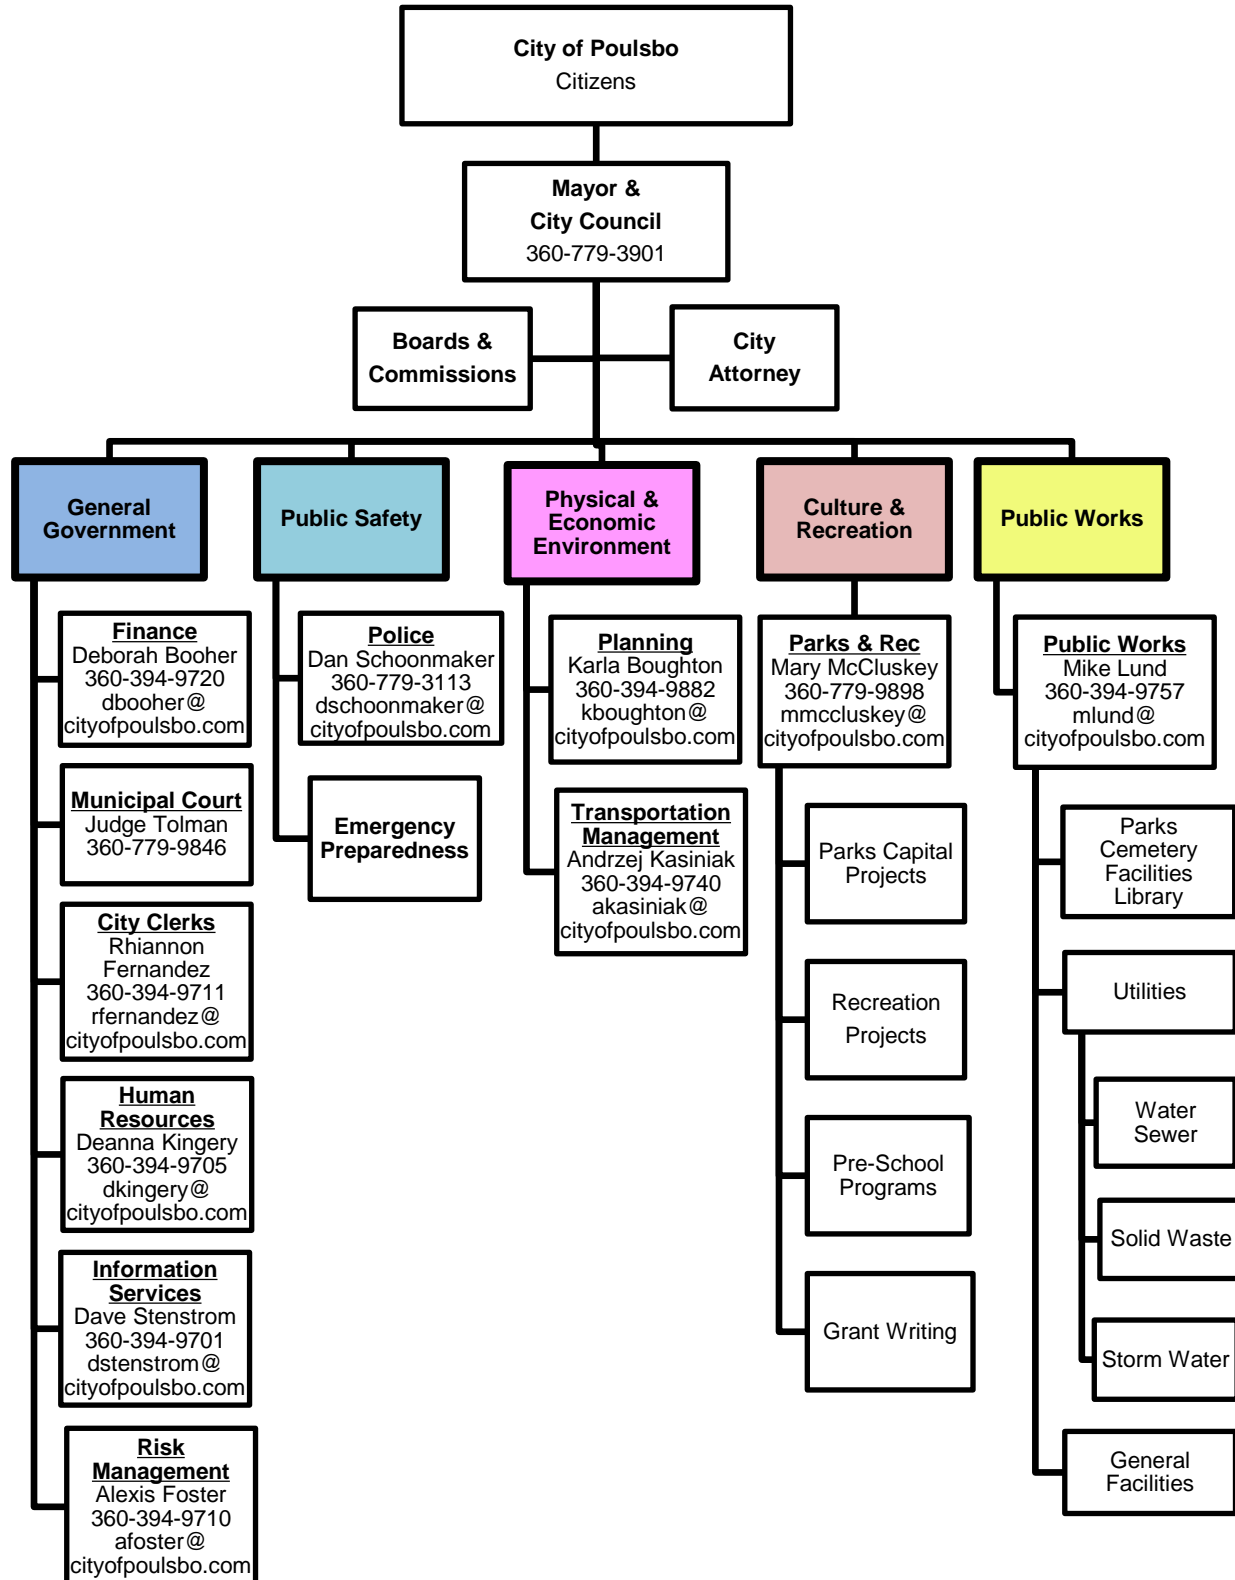 City of Poulsbo
Citizens
Mayor &
City Council
360-779-3901
Boards &
Commissions
City
Attorney
General
Government
Public Safety
Physical &
Economic
Environment
Culture &
Recreation
Public Works
Finance
Deborah Booher
360-394-9720
dbooher@
cityofpoulsbo.com
Municipal Court
Judge Tolman
360-779-9846
City Clerks
Rhiannon
Fernandez
360-394-9711
rfernandez@
cityofpoulsbo.com
Human
Resources
Deanna Kingery
360-394-9705
dkingery@
cityofpoulsbo.com
Information
Services
Dave Stenstrom
360-394-9701
dstenstrom@
cityofpoulsbo.com
Risk
Management
Alexis Foster
360-394-9710
afoster@
cityofpoulsbo.com
Police
Dan Schoonmaker
360-779-3113
dschoonmaker@
cityofpoulsbo.com
Emergency
Preparedness
Planning
Karla Boughton
360-394-9882
kboughton@
cityofpoulsbo.com
Transportation
Management
Andrzej Kasiniak
360-394-9740
akasiniak@
cityofpoulsbo.com
Parks & Rec
Mary McCluskey
360-779-9898
mmccluskey@
cityofpoulsbo.com
Parks Capital
Projects
Recreation
Projects
Pre-School
Programs
Grant Writing
Public Works
Mike Lund
360-394-9757
mlund@
cityofpoulsbo.com
Parks
Cemetery
Facilities
Library
Utilities
Water
Sewer
Solid Waste
Storm Water
General
Facilities